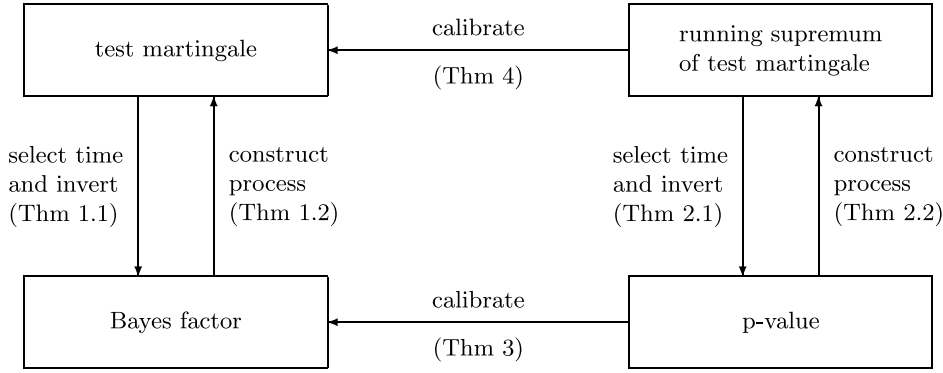 test martingale
calibrate
(Thm 4)
running supremum
of test martingale
select time
and invert
(Thm 1.1)
construct
process
(Thm 1.2)
select time
and invert
(Thm 2.1)
construct
process
(Thm 2.2)
Bayes factor
calibrate
(Thm 3)
p-value